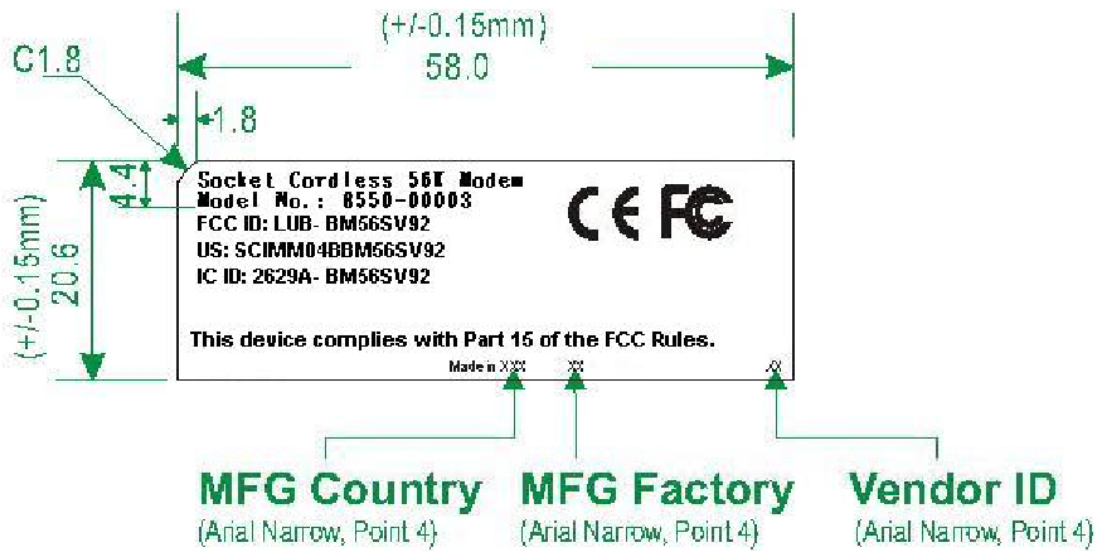 (+/-0.15mm)
58.0
C1.8
1.8
4.4
(+/-0.15mm)
20.6
Socket Cordless 56K Modem
Model No.: 8550-00003
FCC ID: LUB- BM56SV92
US: SCIMM04BBM56SV92
IC ID: 2629A- BM56SV92
CE FC
This device complies with Part 15 of the FCC Rules.
Made in XXX XX XX
MFG Country MFG Factory Vendor ID
(Arial Narrow, Point 4) (Arial Narrow, Point 4) (Arial Narrow, Point 4)